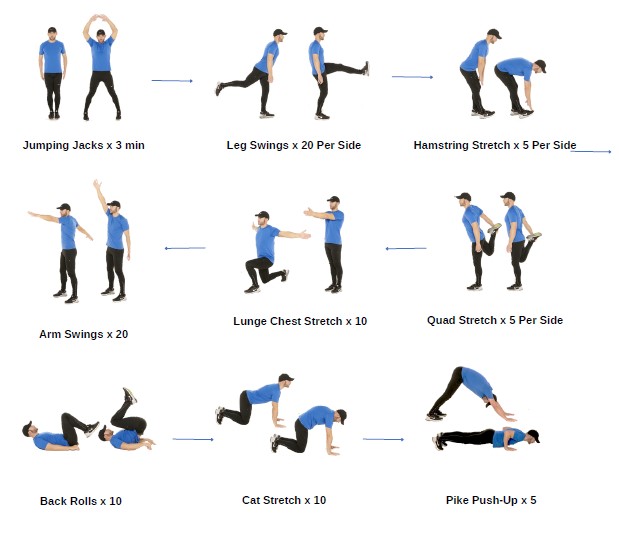 Jumping Jacks x 3 min
Leg Swings x 20 Per Side
Hamstring Stretch x 5 Per Side
Arm Swings x 20
Lunge Chest Stretch x 10
Quad Stretch x 5 Per Side
Back Rolls x 10
Cat Stretch x 10
Pike Push-Up x 5